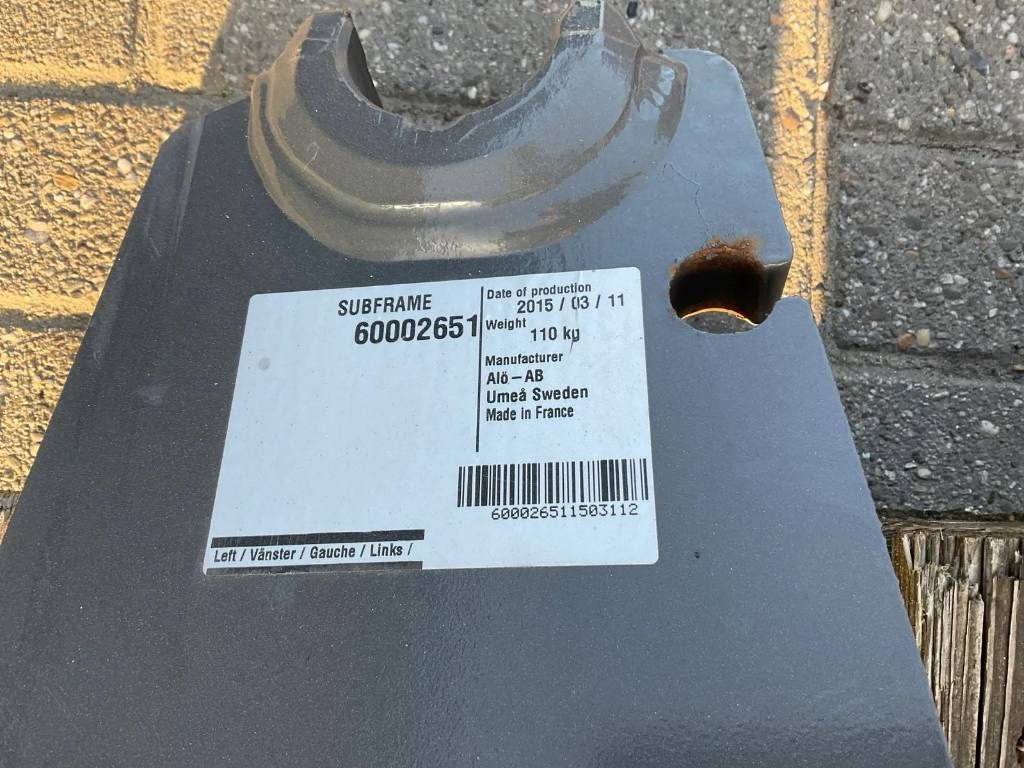 SUBFRAME
60002651
Date of production
2015 / 03 / 11
Weight
110 kg
Manufacturer
Alö-AB
Umeå Sweden
Made in France
600026511503112
Left / Vänster / Gauche / Links /